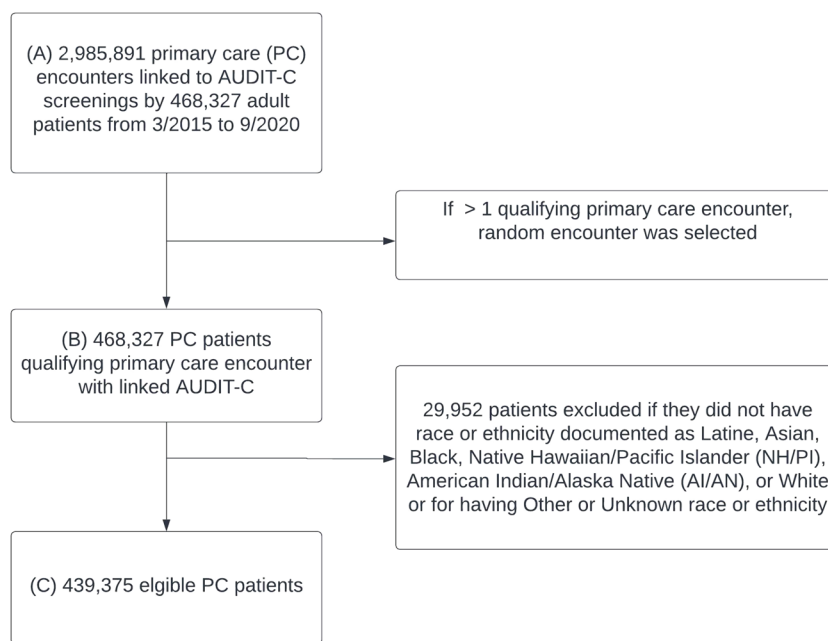 (A) 2,985,891 primary care (PC)
encounters linked to AUDIT-C
screenings by 468,327 adult
patients from 3/2015 to 9/2020
If  > 1 qualifying primary care encounter,
random encounter was selected
(B) 468,327 PC patients
qualifying primary care encounter
with linked AUDIT-C
29,952 patients excluded if they did not have
race or ethnicity documented as Latine, Asian,
Black, Native Hawaiian/Pacific Islander (NH/PI),
American Indian/Alaska Native (AI/AN), or White
or for having Other or Unknown race or ethnicity
(C) 439,375 elgible PC patients